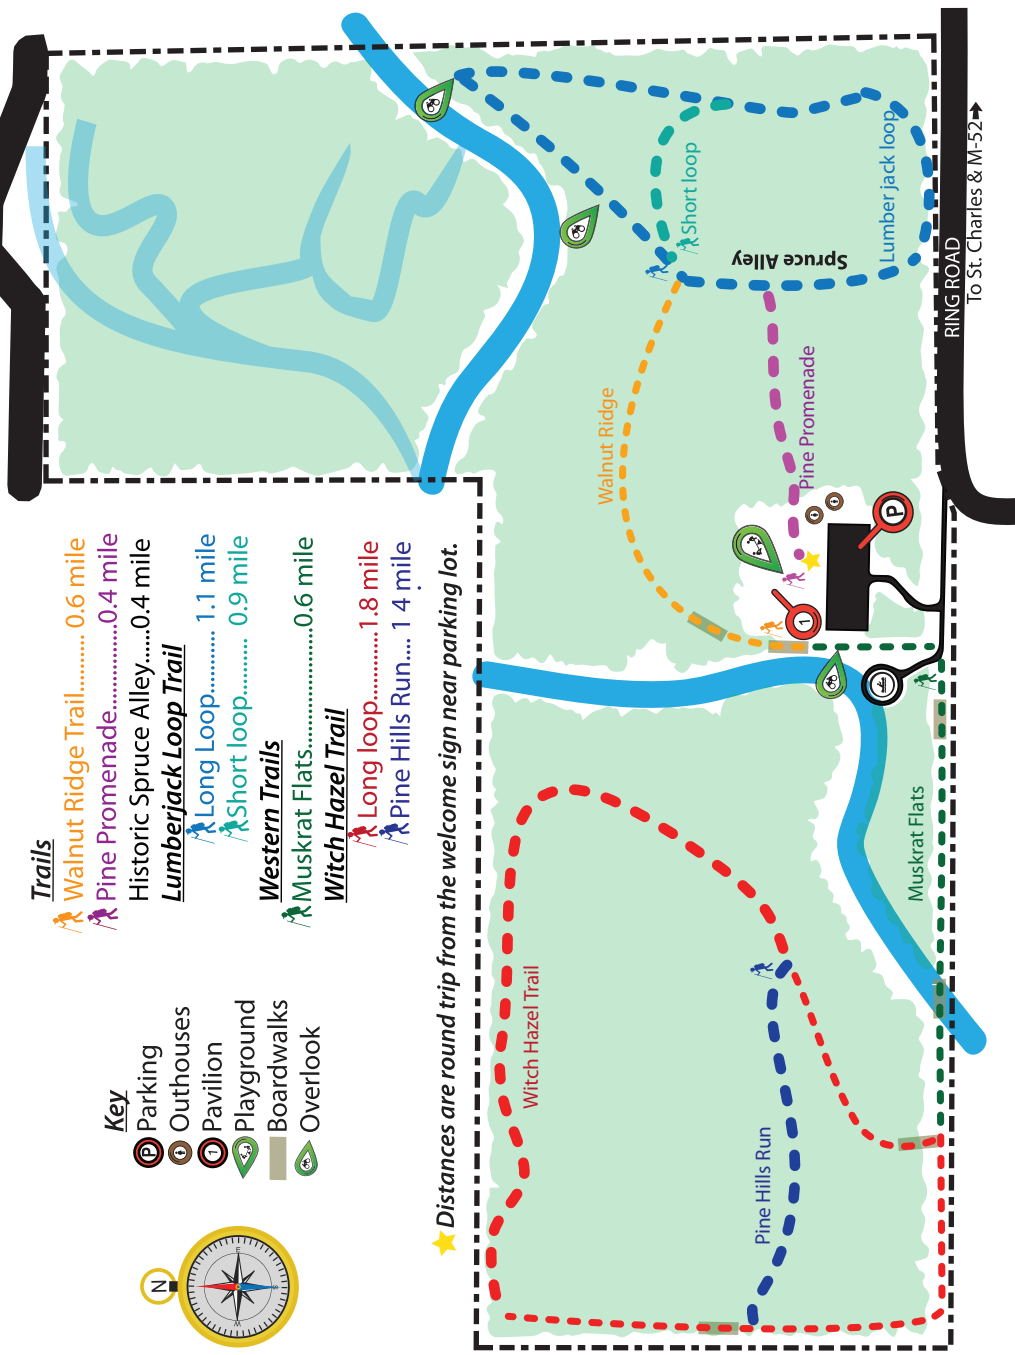 Trails
Walnut Ridge Trail.......... 0.6 mile
Pine Promenade................0.4 mile
Historic Spruce Alley.....0.4 mile
Lumberjack Loop Trail
Long Loop.......... 1.1 mile
Short loop........ 0.9 mile
Western Trails
Muskrat Flats......................0.6 mile
Witch Hazel Trail
Long loop............1.8 mile
Pine Hills Run.... 1 4 mile
Key
P Parking
Outhouses
1 Pavilion
Playground
Boardwalks
Overlook
Distances are round trip from the welcome sign near parking lot.
N
E
S
W
Short loop
Lumber jack loop
Spruce Alley
Walnut Ridge
Pine Promenade
P
1
RING ROAD
To St. Charles & M-52
Muskrat Flats
Witch Hazel Trail
Pine Hills Run